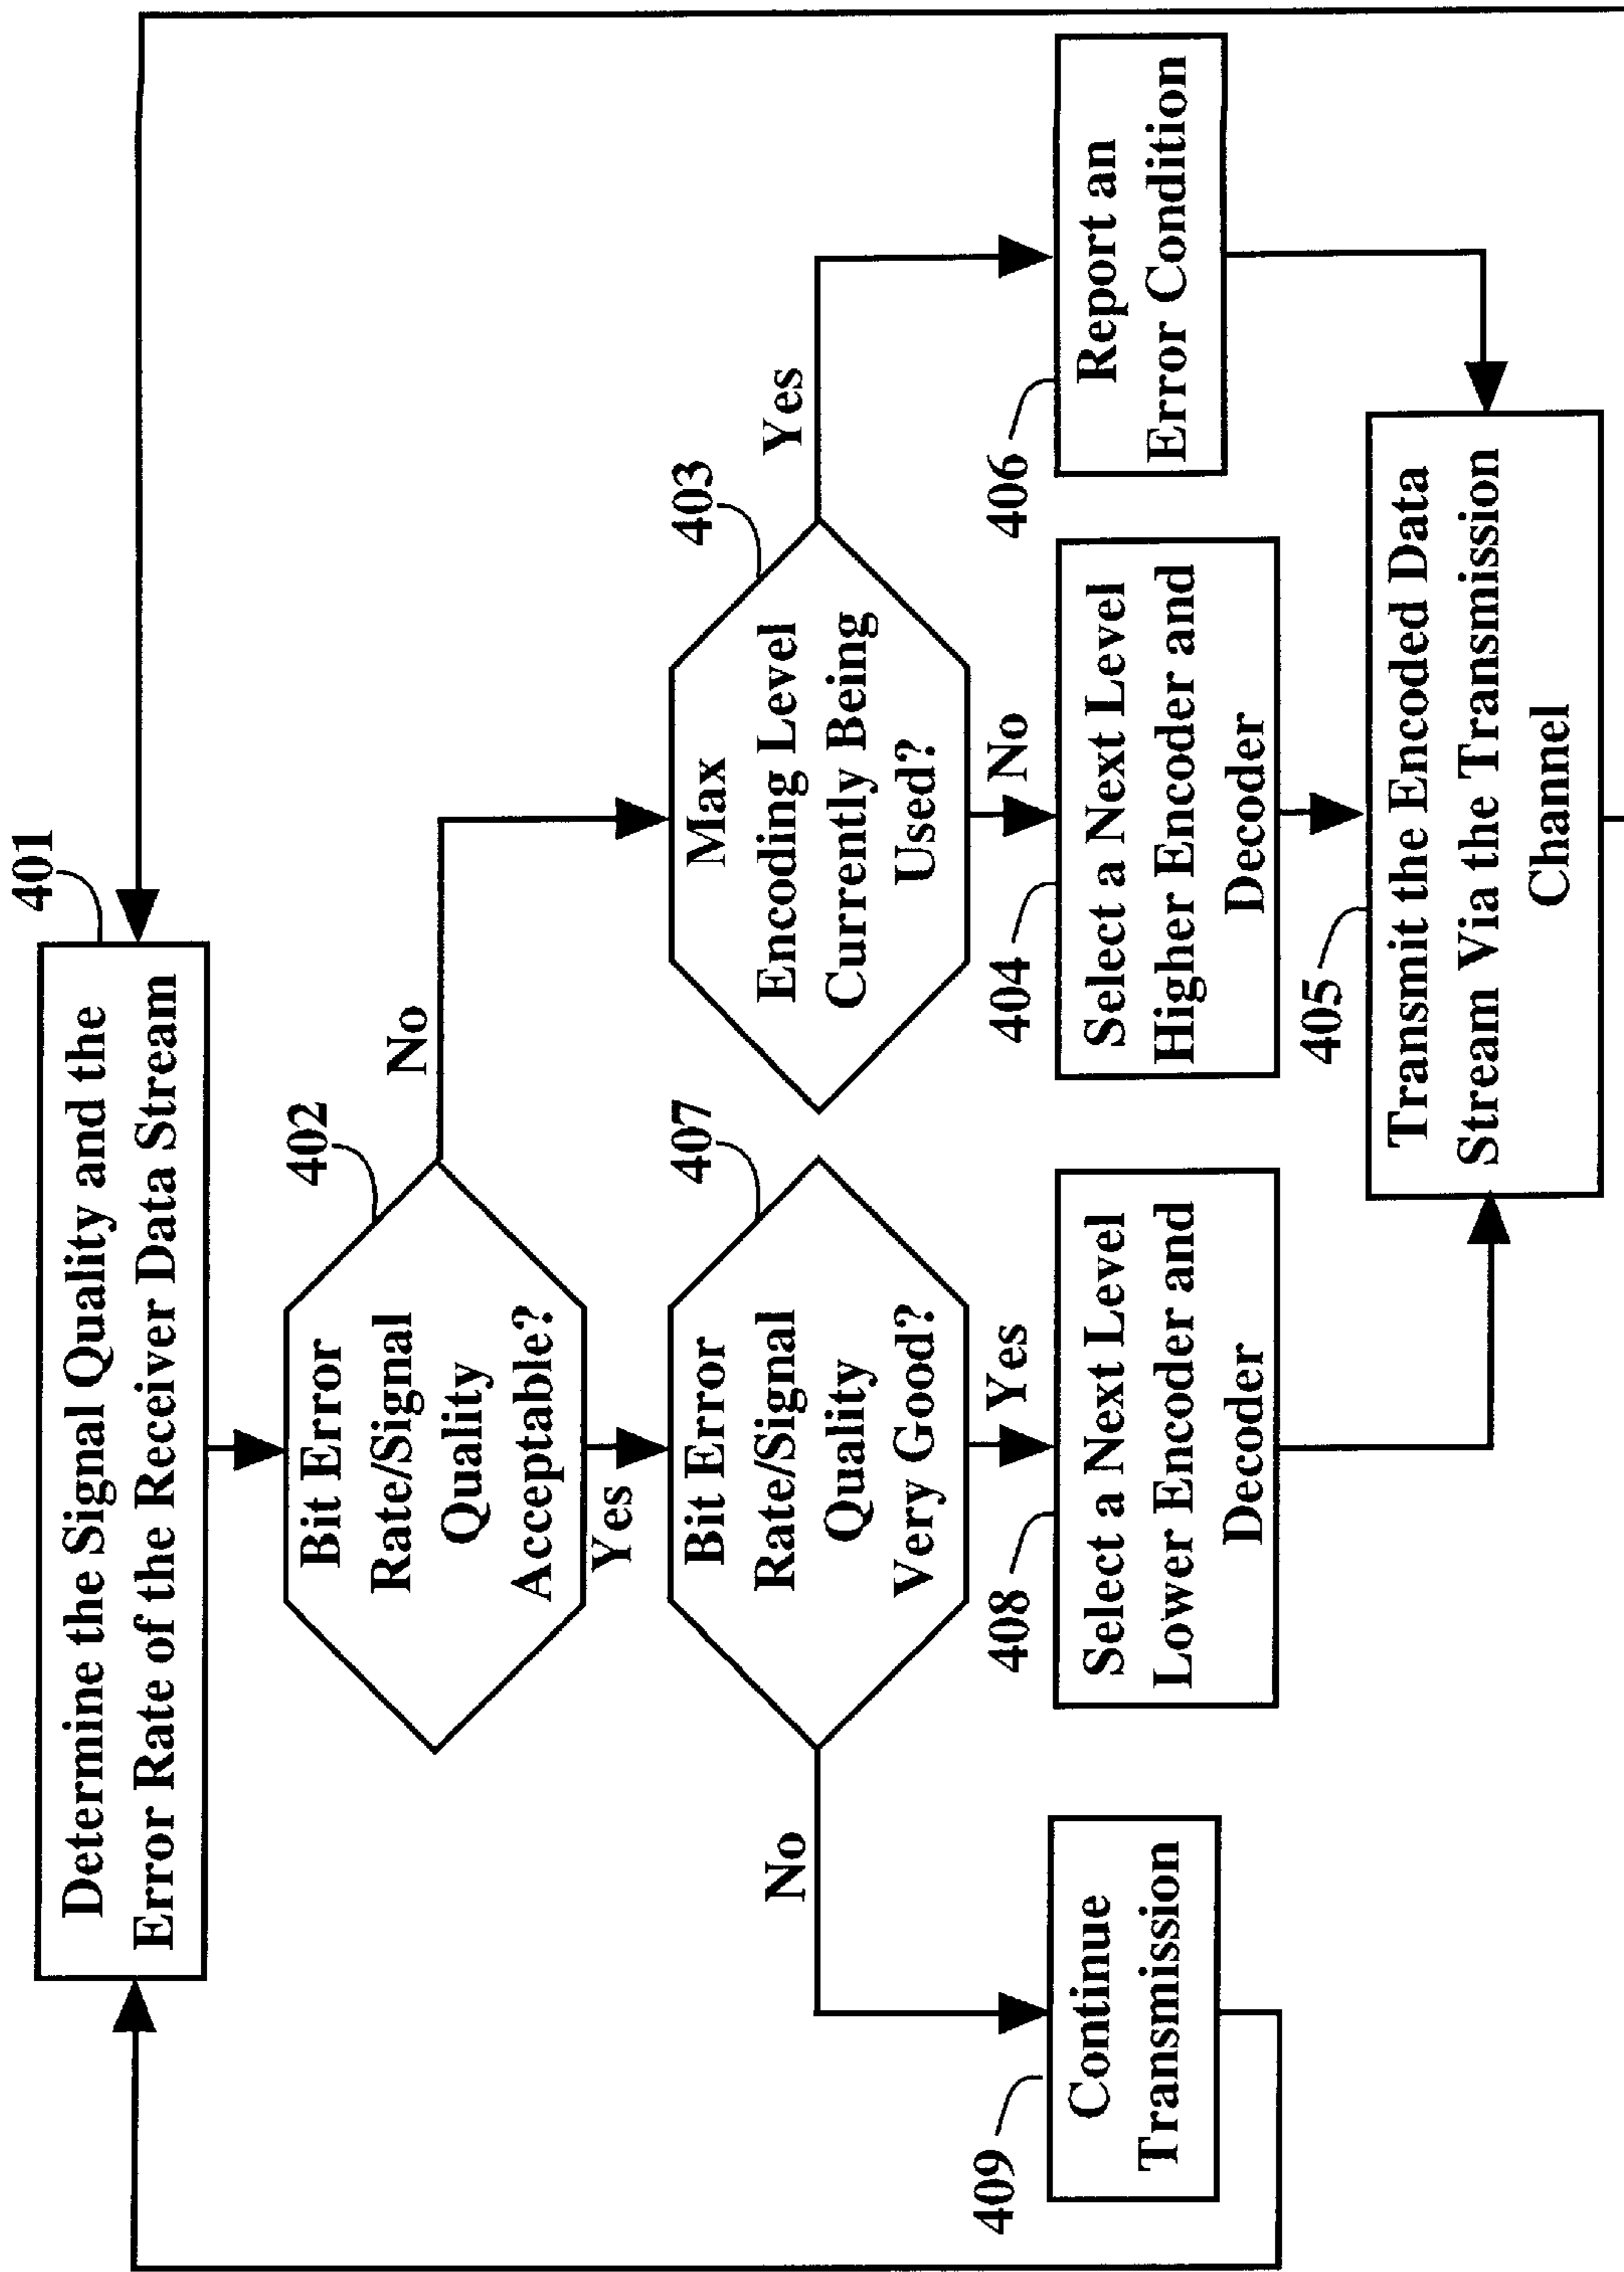 401
Determine the Signal Quality and the
Error Rate of the Receiver Data Stream
402
Bit Error
Rate/Signal
Quality
Acceptable?
No
Yes
407
Bit Error
Rate/Signal
Quality
Very Good?
No
Yes
403
Max
Encoding Level
Currently Being
Used?
Yes
No
409
Continue
Transmission
408
Select a Next Level
Lower Encoder and
Decoder
404
Select a Next Level
Higher Encoder and
Decoder
406
Report an
Error Condition
405
Transmit the Encoded Data
Stream Via the Transmission
Channel